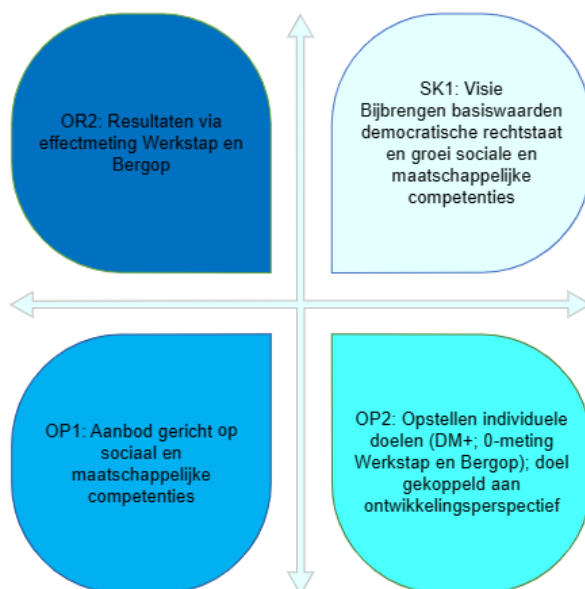 OR2: Resultaten via
effectmeting Werkstap en
Bergop
SK1: Visie
Bijbrengen basiswaarden
democratische rechtstaat
en groei sociale en
maatschappelijke
competenties
OP1: Aanbod gericht op
sociaal en
maatschappelijke
competenties
OP2: Opstellen individuele
doelen (DM+; 0-meting
Werkstap en Bergop); doel
gekoppeld aan
ontwikkelingsperspectief